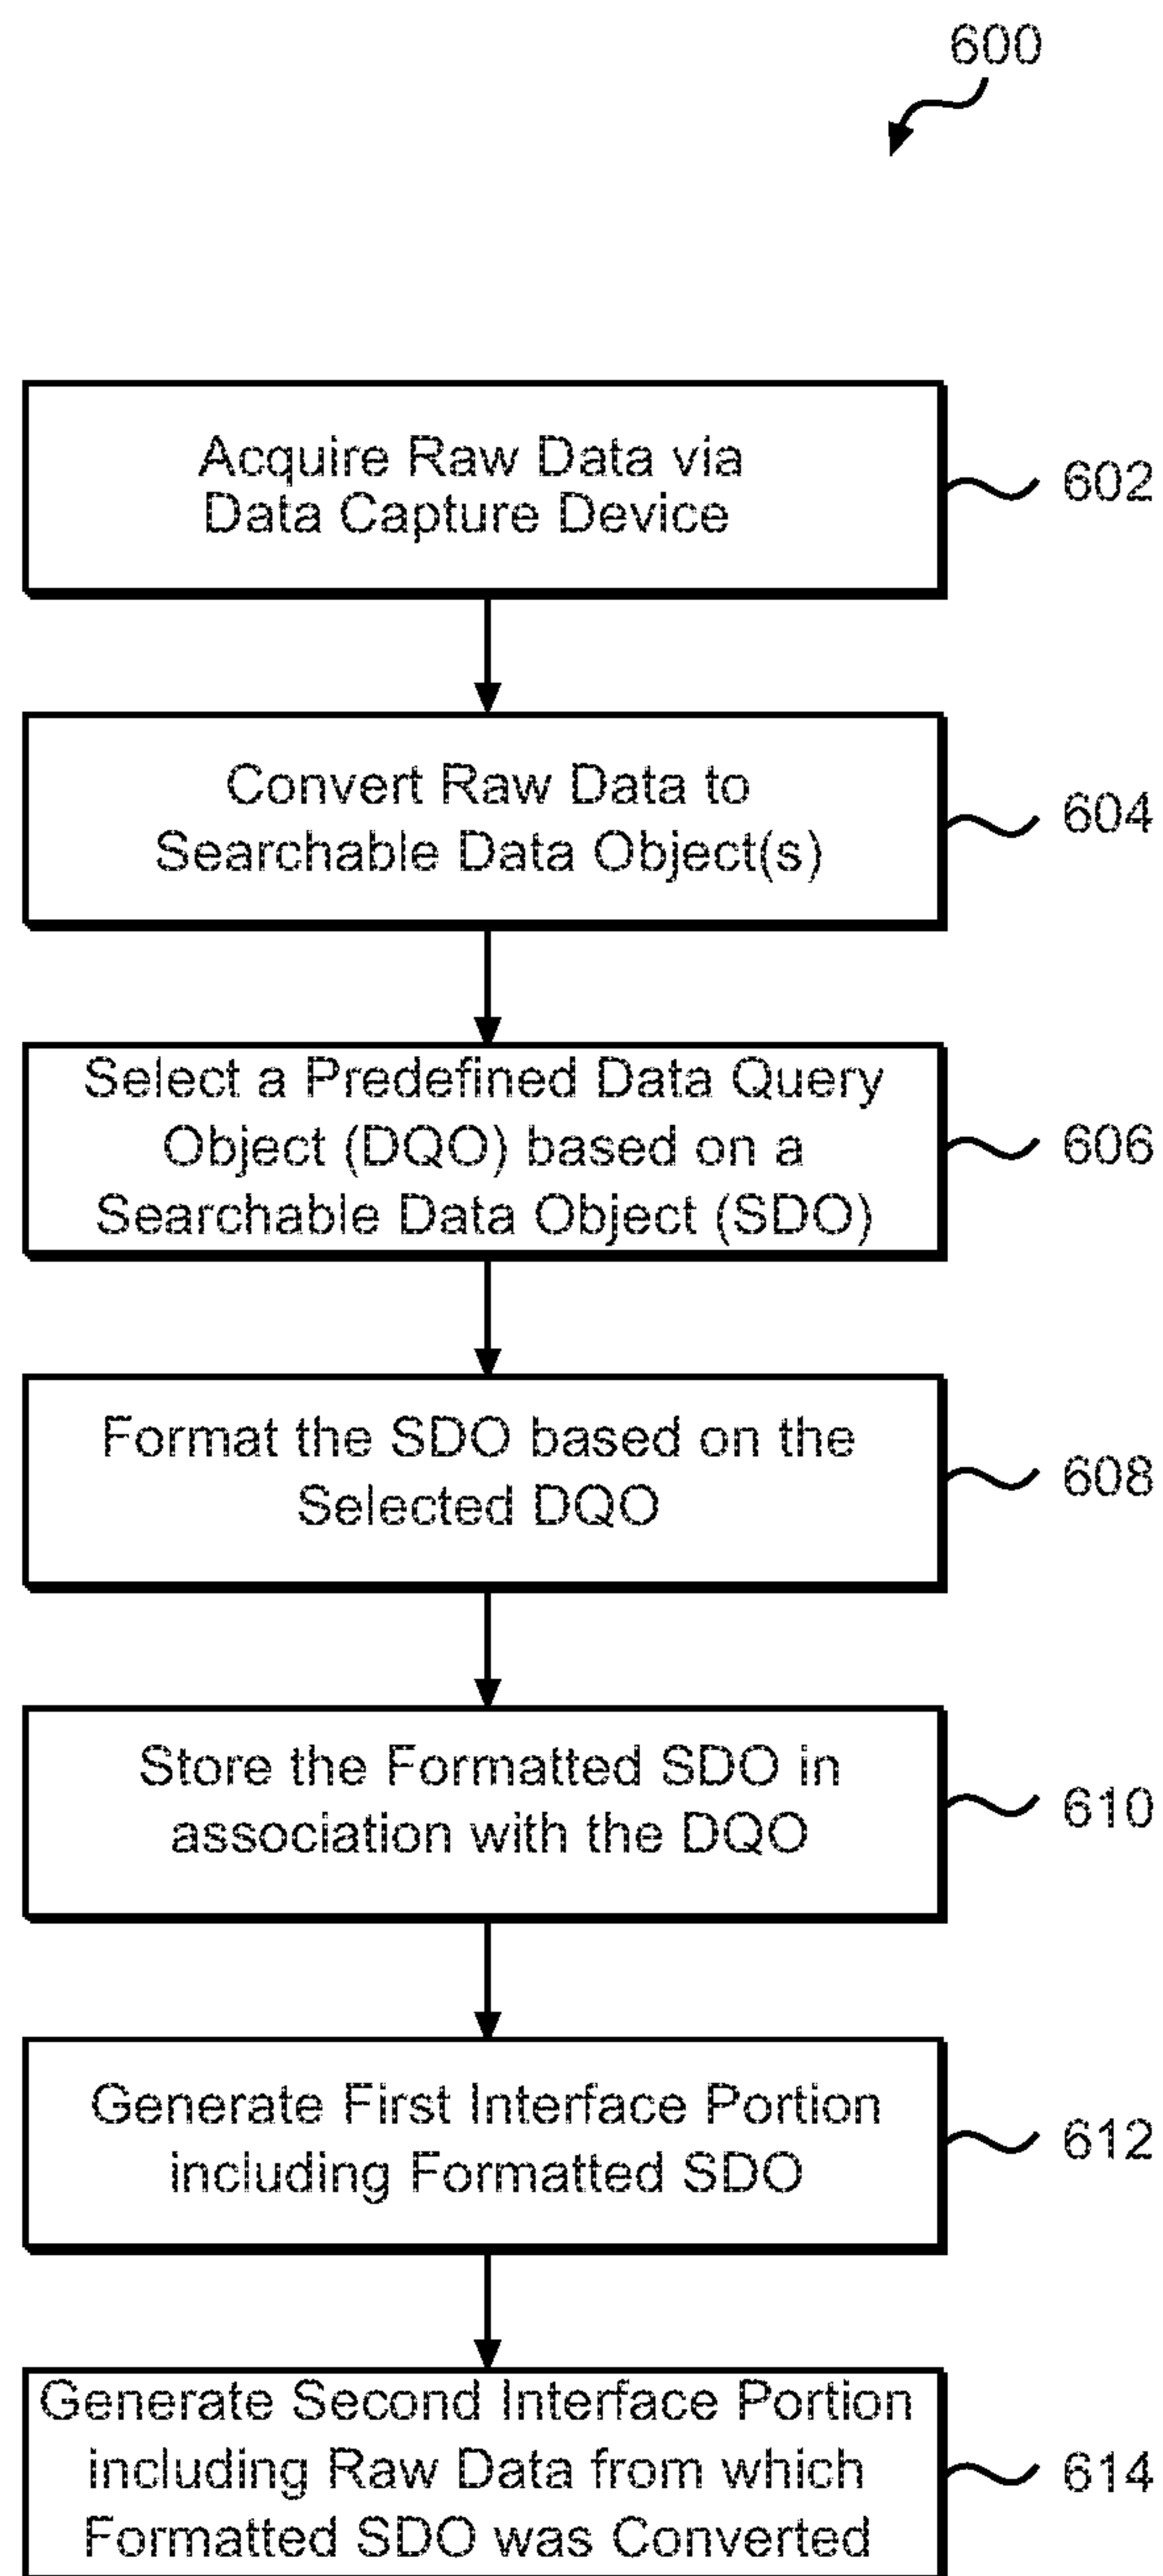 600
Acquire Raw Data via
Data Capture Device
602
Convert Raw Data to
Searchable Data Object(s)
604
Select a Predefined Data Query
Object (DQO) based on a
Searchable Data Object (SDO)
606
Format the SDO based on the
Selected DQO
608
Store the Formatted SDO in
association with the DQO
610
Generate First Interface Portion
including Formatted SDO
612
Generate Second Interface Portion
including Raw Data from which
Formatted SDO was Converted
614